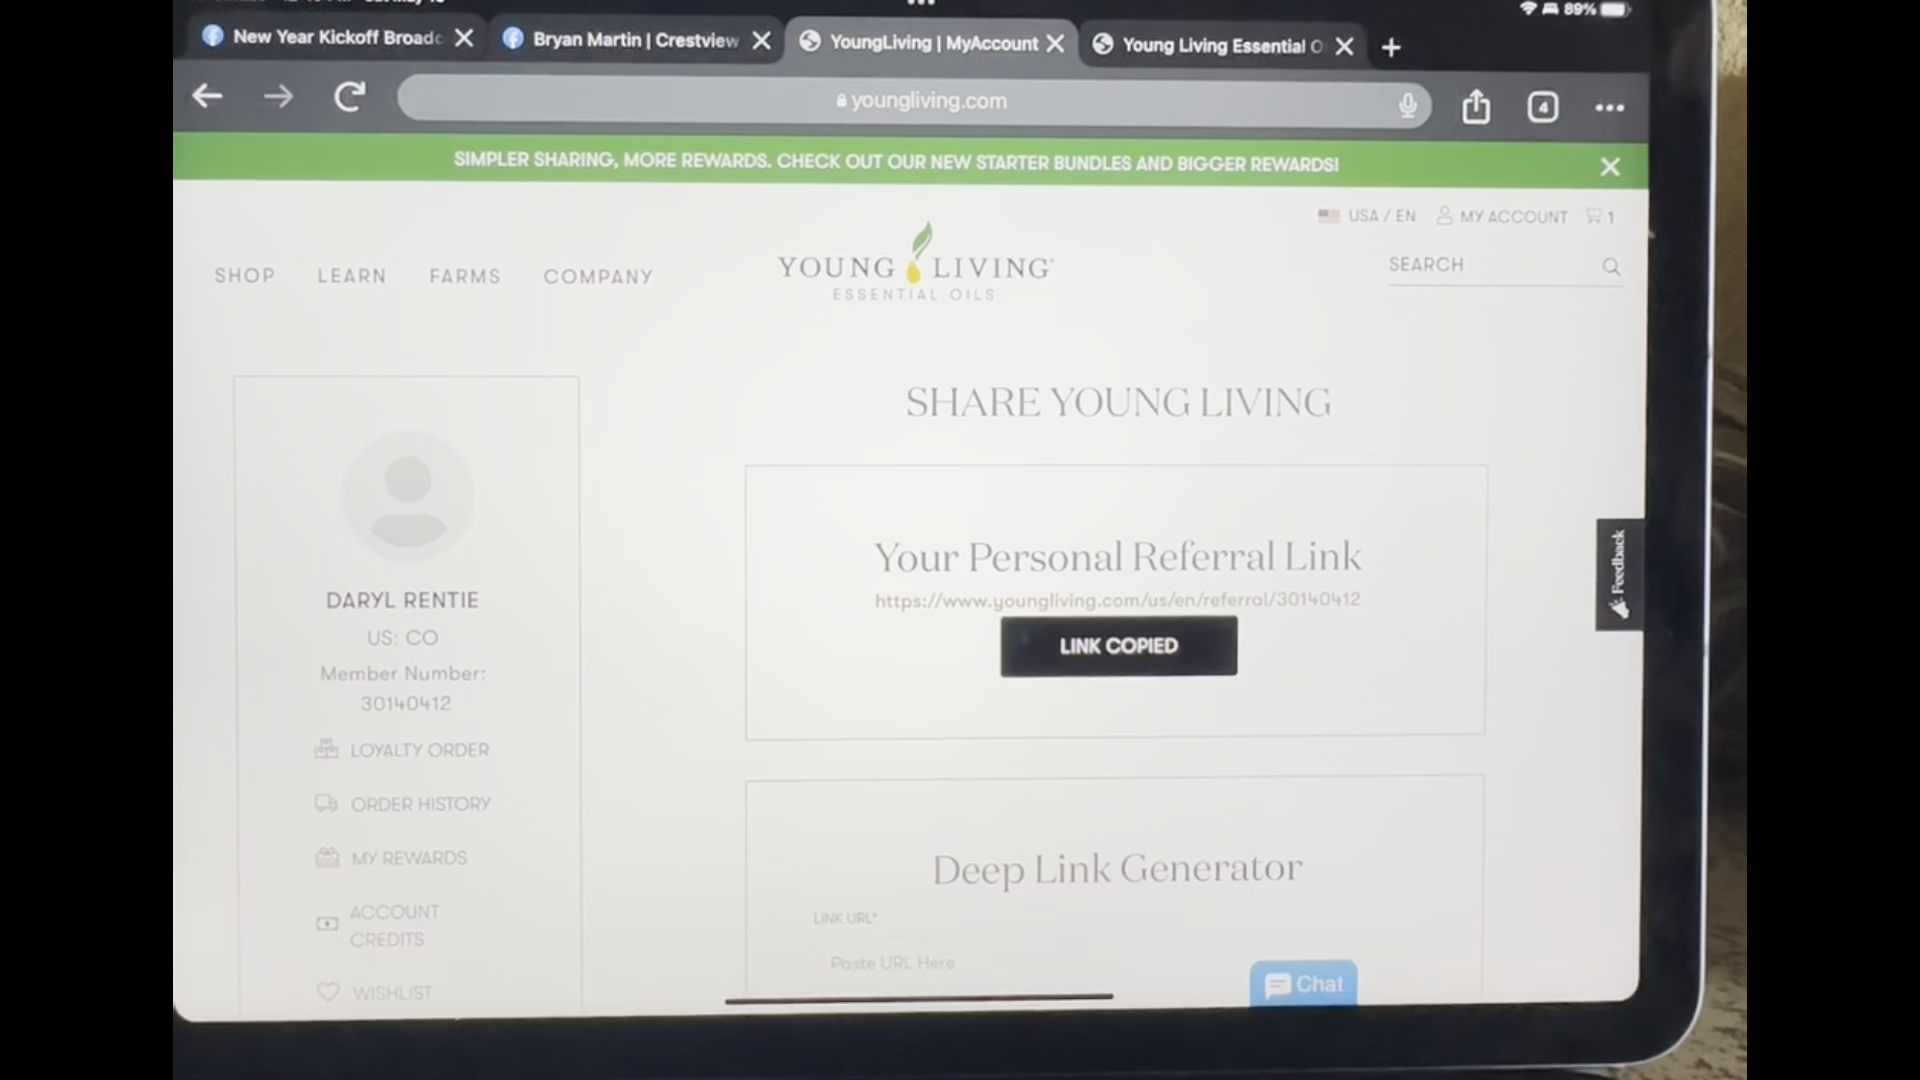 89%
New Year Kickoff Broadc
Bryan Martin | Crestview
YoungLiving | MyAccount
Young Living Essential O
youngliving.com
4
SIMPLER SHARING, MORE REWARDS. CHECK OUT OUR NEW STARTER BUNDLES AND BIGGER REWARDS!
USA / EN
MY ACCOUNT
1
SHOP
LEARN
FARMS
COMPANY
YOUNG LIVING
ESSENTIAL OILS
SEARCH
SHARE YOUNG LIVING
Your Personal Referral Link
https://www.youngliving.com/us/en/referral/30140412
LINK COPIED
Feedback
DARYL RENTIE
US: CO
Member Number:
30140412
LOYALTY ORDER
ORDER HISTORY
MY REWARDS
ACCOUNT
CREDITS
WISHLIST
Deep Link Generator
LINK URL*
Paste URL Here
Chat